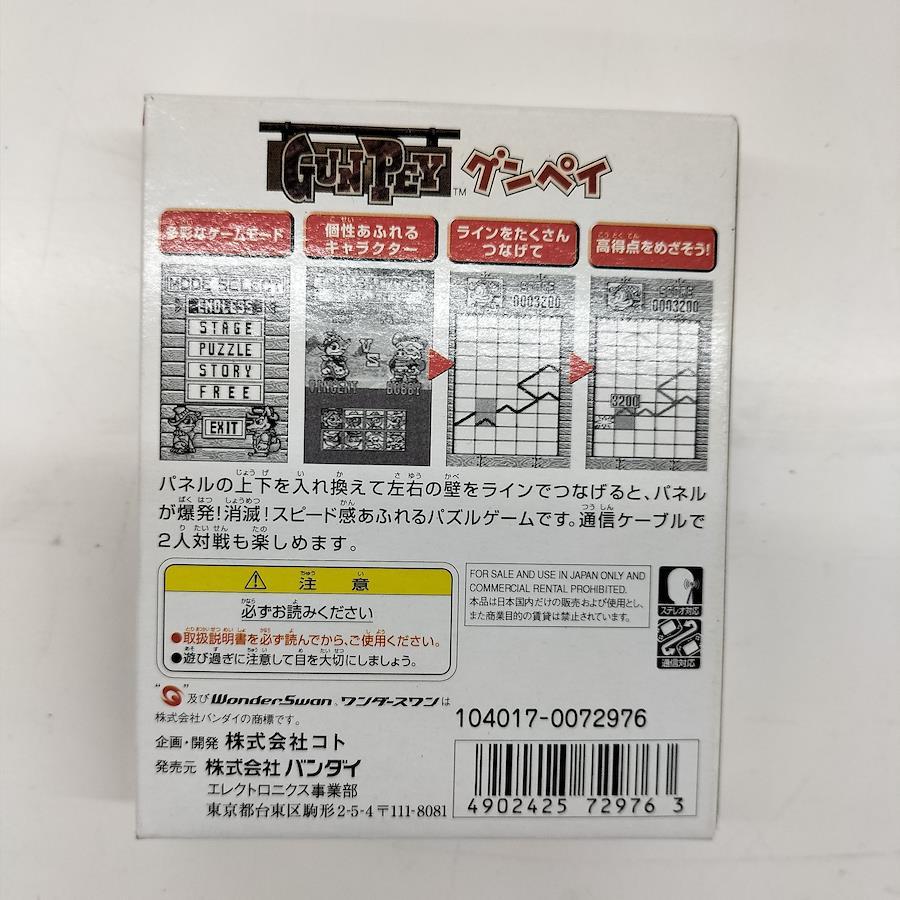 GUNPEY™ グンペイ
多彩なゲームモード
個性あふれる
キャラクター
ラインをたくさん
つなげて
高得点をめざそう!
MODE SELECT
ENDLESS
STAGE
PUZZLE
STORY
FREE
EXIT
VS
VINCENT
BUBBY
SCORE
0003200
SCORE
0003200
3200
パネルの上下を入れ換えて左右の壁をラインでつなげると、パネル
が爆発!消滅!スピード感あふれるパズルゲームです。通信ケーブルで
2人対戦も楽しめます。
注意
必ずお読みください
●取扱説明書を必ず読んでから、ご使用ください。
●遊び過ぎに注意して目を大切にしましょう。
FOR SALE AND USE IN JAPAN ONLY AND
COMMERCIAL RENTAL PROHIBITED.
本品は日本国内だけの販売および使用とし、
また商業目的の賃貸は禁止されています。
ステレオ対応
通信対応
及びWonderSwan、ワンダースワンは
株式会社バンダイの商標です。
企画・開発 株式会社コト
発売元 株式会社バンダイ
エレクトロニクス事業部
東京都台東区駒形2-5-4〒111-8081
104017-0072976
4902425 72976 3